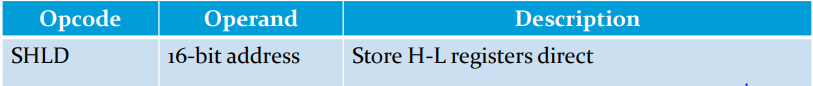 Opcode Operand Description
SHLD 16-bit address Store H-L registers direct